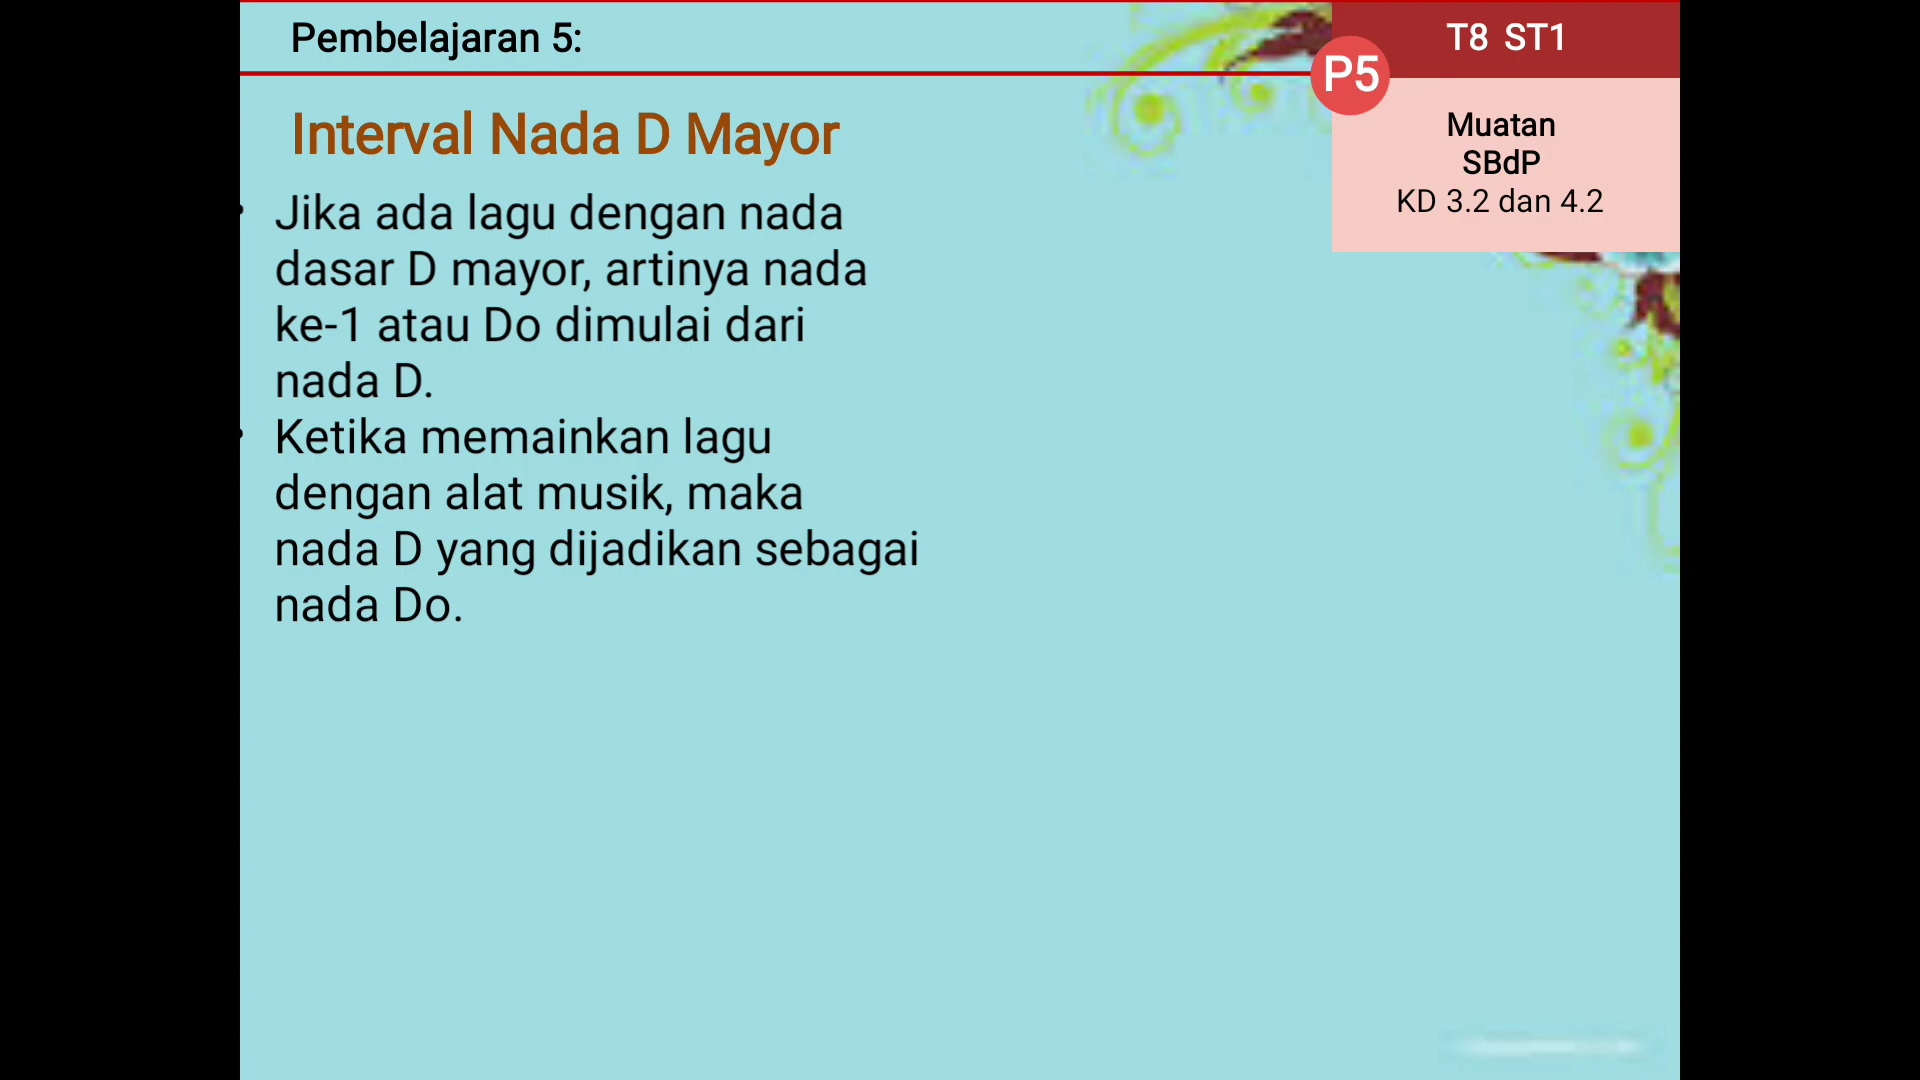 Pembelajaran 5:
T8 ST1
P5
Muatan
SBdP
KD 3.2 dan 4.2
Interval Nada D Mayor
• Jika ada lagu dengan nada
dasar D mayor, artinya nada
ke-1 atau Do dimulai dari
nada D.
• Ketika memainkan lagu
dengan alat musik, maka
nada D yang dijadikan sebagai
nada Do.